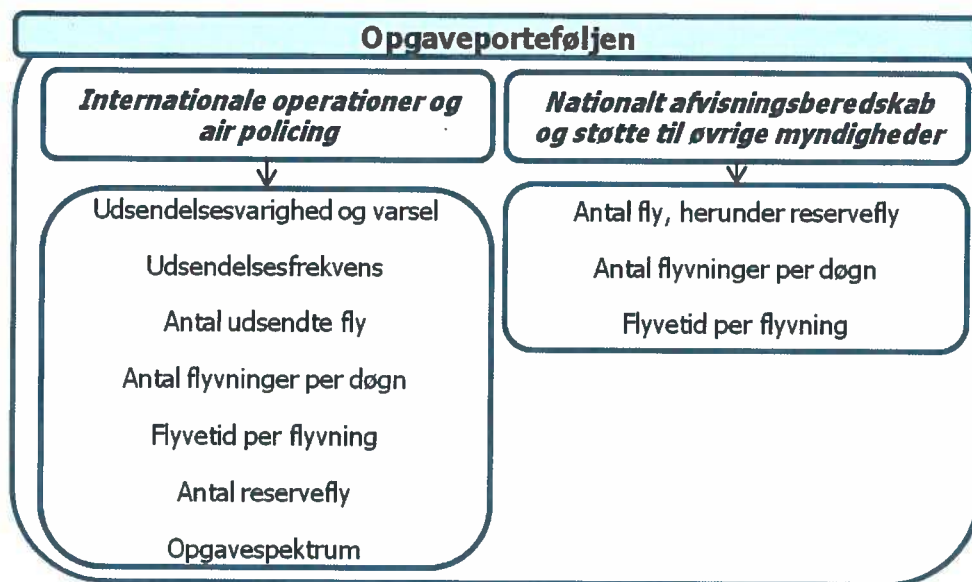 Opgaveporteføljen
Internationale operationer og
air policing
Udsendelsesvarighed og varsel
Udsendelsesfrekvens
Antal udsendte fly
Antal flyvninger per døgn
Flyvetid per flyvning
Antal reservefly
Opgavespektrum
Nationalt afvisningsberedskab
og støtte til øvrige myndigheder
Antal fly, herunder reservefly
Antal flyvninger per døgn
Flyvetid per flyvning